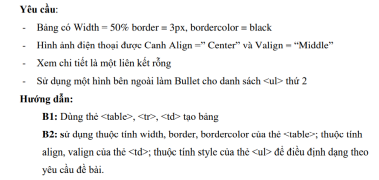 Yêu cầu:
- Bảng có Width = 50% border = 3px, bordercolor = black
- Hình ảnh điện thoại được Canh Align =” Center” và Valign = “Middle”
- Xem chi tiết là một liên kết rỗng
- Sử dụng một hình bên ngoài làm Bullet cho danh sách <ul> thứ 2
Hướng dẫn:
B1: Dùng thẻ <table>, <tr>, <td> tạo bảng
B2: sử dụng thuộc tính width, border, bordercolor của thẻ <table>; thuộc tính
align, valign của thẻ <td>; thuộc tính style của thẻ <ul> để điều định dạng theo
yêu cầu đề bài.